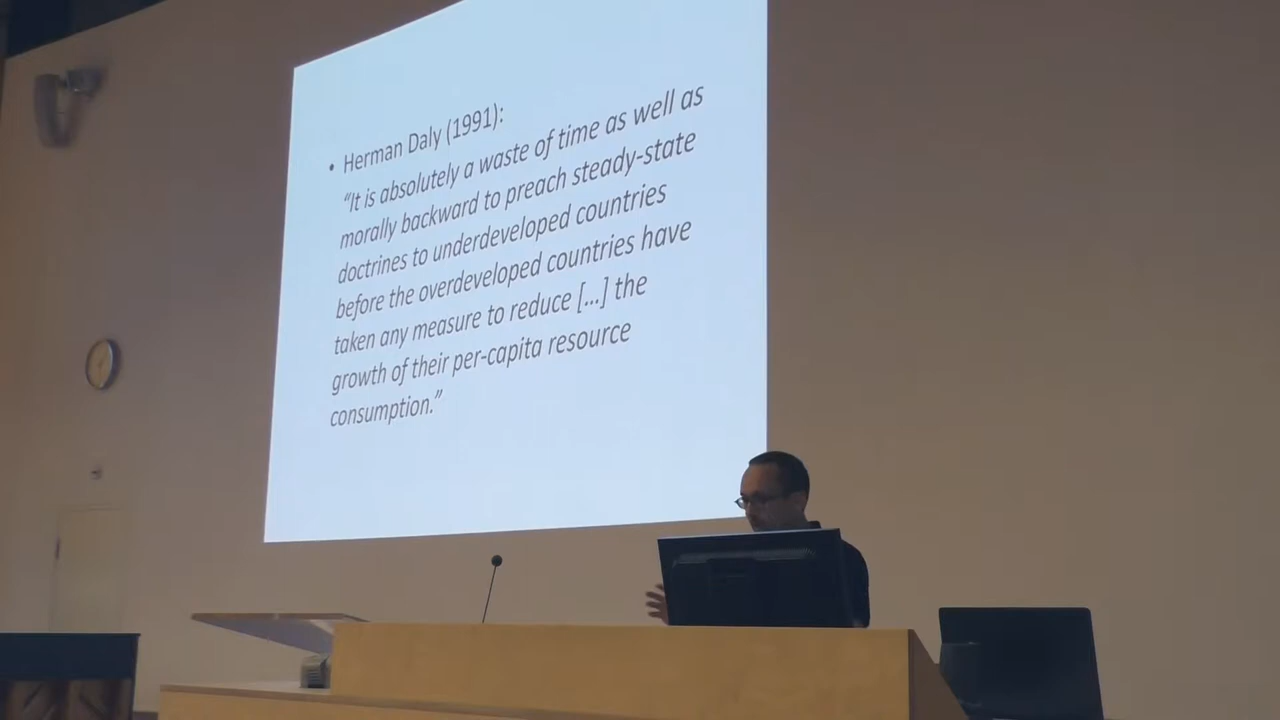 • Herman Daly (1991):
“It is absolutely a waste of time as well as
morally backward to preach steady-state
doctrines to underdeveloped countries
before the overdeveloped countries have
taken any measure to reduce [...] the
growth of their per-capita resource
consumption.”